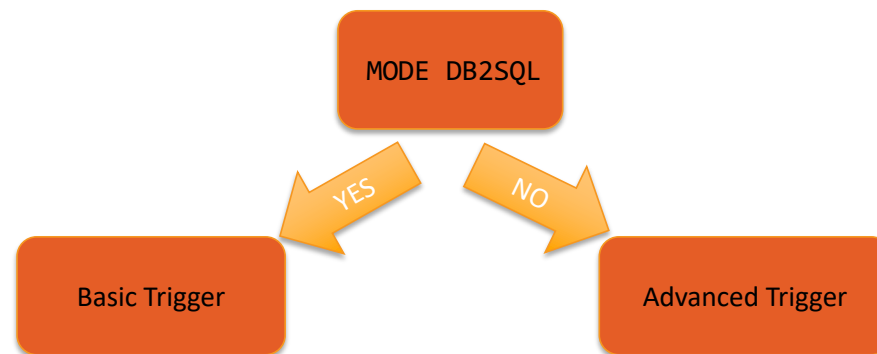 MODE DB2SQL
YES
NO
Basic Trigger
Advanced Trigger